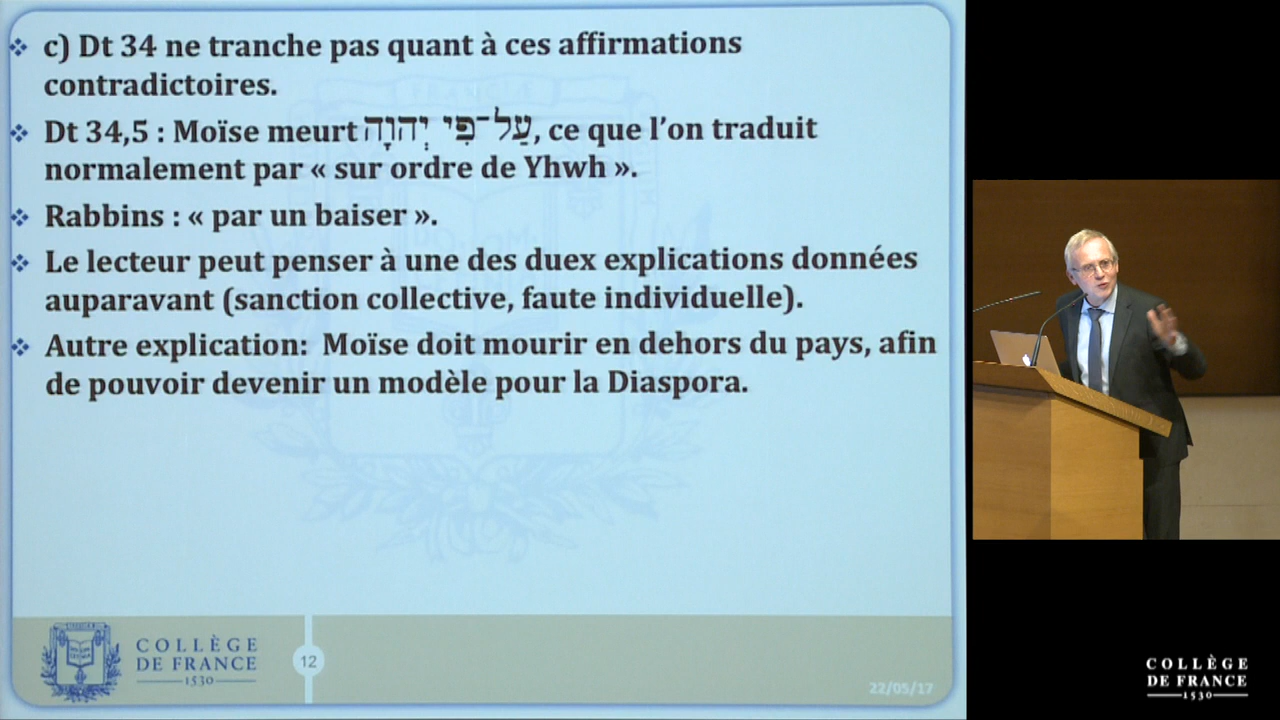 c) Dt 34 ne tranche pas quant à ces affirmations
contradictoires.
Dt 34,5 : Moïse meurt עַל־פִּי יְהוָה, ce que l’on traduit
normalement par « sur ordre de Yhwh ».
Rabbins : « par un baiser ».
Le lecteur peut penser à une des duex explications données
auparavant (sanction collective, faute individuelle).
Autre explication: Moïse doit mourir en dehors du pays, afin
de pouvoir devenir un modèle pour la Diaspora.
COLLÈGE
DE FRANCE
1530
12
22/05/17
COLLÈGE
DE FRANCE
1530